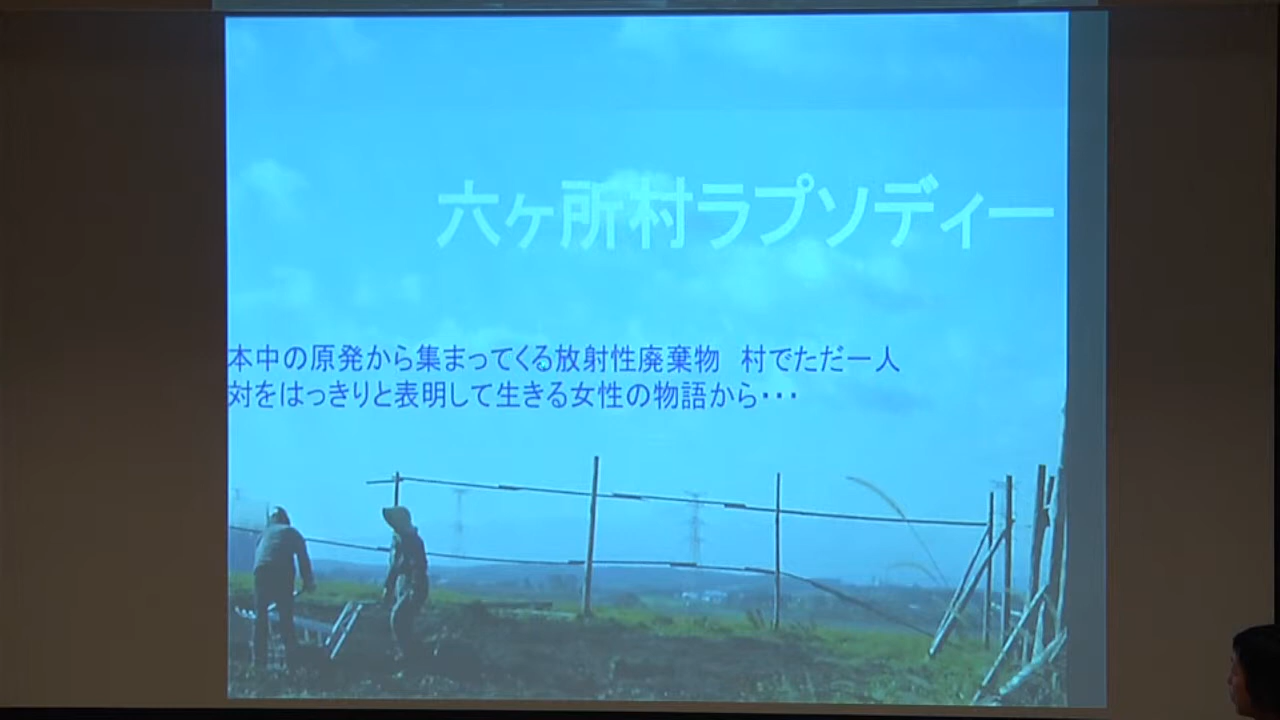 六ヶ所村ラプソディー
本中の原発から集まってくる放射性廃棄物　村でただ一人
対をはっきりと表明して生きる女性の物語から・・・